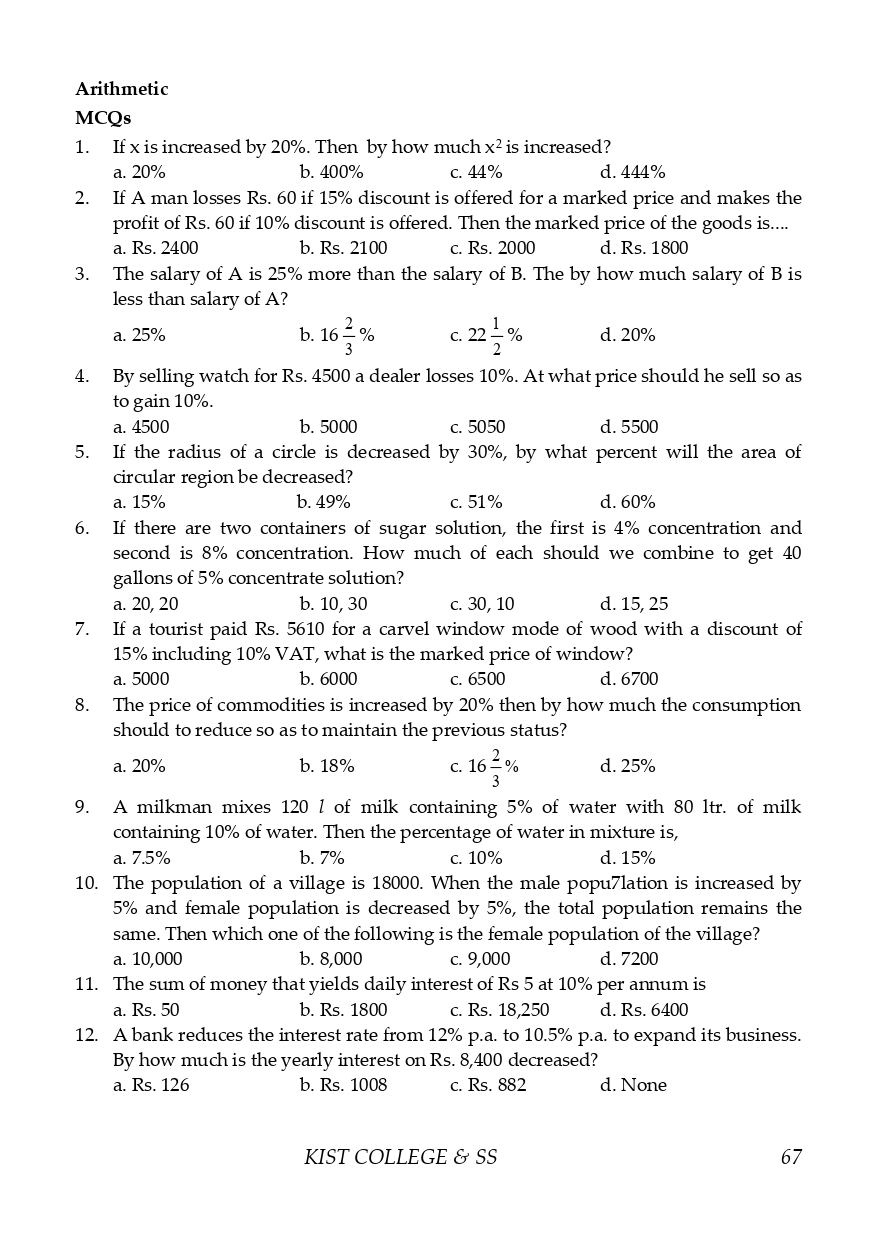 Arithmetic
MCQs
1. If x is increased by 20%. Then by how much x² is increased?
a. 20% b. 400% c. 44% d. 444%
2. If A man losses Rs. 60 if 15% discount is offered for a marked price and makes the
profit of Rs. 60 if 10% discount is offered. Then the marked price of the goods is....
a. Rs. 2400 b. Rs. 2100 c. Rs. 2000 d. Rs. 1800
3. The salary of A is 25% more than the salary of B. The by how much salary of B is
less than salary of A?
a. 25% b. 16 2/3 % c. 22 1/2 % d. 20%
4. By selling watch for Rs. 4500 a dealer losses 10%. At what price should he sell so as
to gain 10%.
a. 4500 b. 5000 c. 5050 d. 5500
5. If the radius of a circle is decreased by 30%, by what percent will the area of
circular region be decreased?
a. 15% b. 49% c. 51% d. 60%
6. If there are two containers of sugar solution, the first is 4% concentration and
second is 8% concentration. How much of each should we combine to get 40
gallons of 5% concentrate solution?
a. 20, 20 b. 10, 30 c. 30, 10 d. 15, 25
7. If a tourist paid Rs. 5610 for a carvel window mode of wood with a discount of
15% including 10% VAT, what is the marked price of window?
a. 5000 b. 6000 c. 6500 d. 6700
8. The price of commodities is increased by 20% then by how much the consumption
should to reduce so as to maintain the previous status?
a. 20% b. 18% c. 16 2/3 % d. 25%
9. A milkman mixes 120 l of milk containing 5% of water with 80 ltr. of milk
containing 10% of water. Then the percentage of water in mixture is,
a. 7.5% b. 7% c. 10% d. 15%
10. The population of a village is 18000. When the male popu7lation is increased by
5% and female population is decreased by 5%, the total population remains the
same. Then which one of the following is the female population of the village?
a. 10,000 b. 8,000 c. 9,000 d. 7200
11. The sum of money that yields daily interest of Rs 5 at 10% per annum is
a. Rs. 50 b. Rs. 1800 c. Rs. 18,250 d. Rs. 6400
12. A bank reduces the interest rate from 12% p.a. to 10.5% p.a. to expand its business.
By how much is the yearly interest on Rs. 8,400 decreased?
a. Rs. 126 b. Rs. 1008 c. Rs. 882 d. None
KIST COLLEGE & SS 67